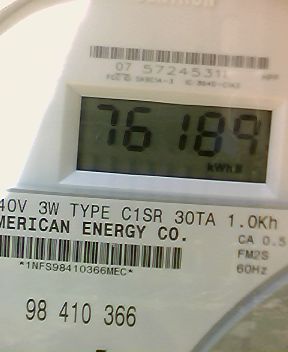 07 572453
76189
kWh
40V 3W TYPE C1SR 30TA 1.0Kh
MERICAN ENERGY CO.
CA 0.5
FM2S
60Hz
*1NFS98410366MEC*
98 410 366